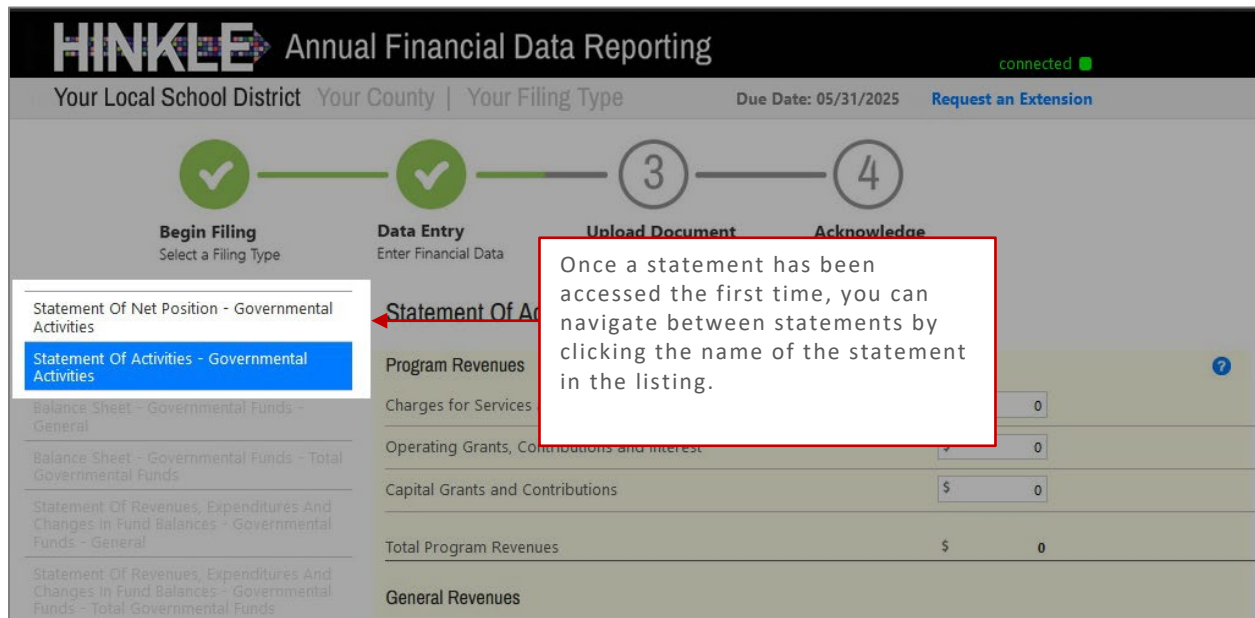 HINKLE Annual Financial Data Reporting
connected
Your Local School District Your County | Your Filing Type Due Date: 05/31/2025 Request an Extension
3 4
Begin Filing Data Entry Upload Document Acknowledge
Select a Filing Type Enter Financial Data
Once a statement has been
accessed the first time, you can
navigate between statements by
clicking the name of the statement
in the listing.
Statement Of Net Position - Governmental
Activities
Statement Of Activities - Governmental
Activities
Balance Sheet - Governmental Funds -
General
Balance Sheet - Governmental Funds - Total
Governmental Funds
Statement Of Revenues, Expenditures And
Changes In Fund Balances - Governmental
Funds - General
Statement Of Revenues, Expenditures And
Changes In Fund Balances - Governmental
Funds - Total Governmental Funds
Statement Of
Program Revenues ?
Charges for Services 0
Operating Grants, Contributions and Interest $ 0
Capital Grants and Contributions $ 0
Total Program Revenues $ 0
General Revenues